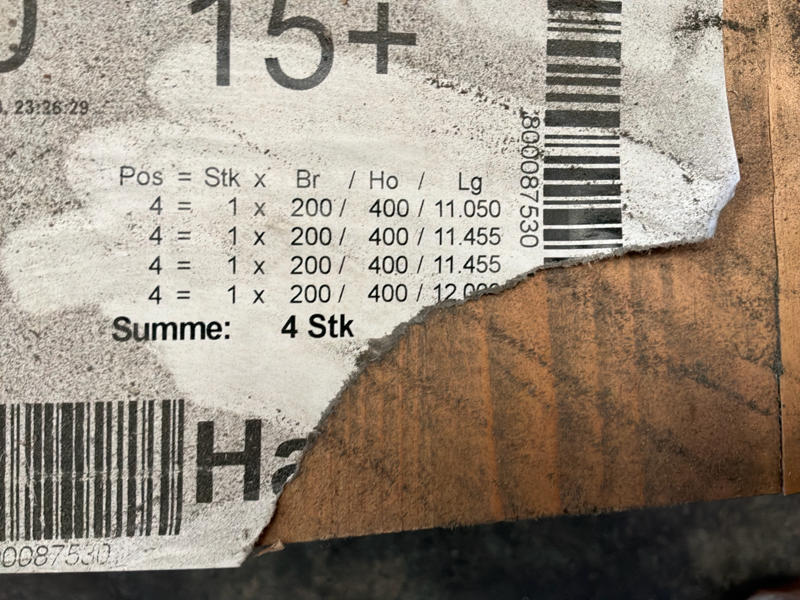 15+
23:26:29
Pos = Stk x Br / Ho / Lg
4 = 1 x 200 / 400 / 11.050
4 = 1 x 200 / 400 / 11.455
4 = 1 x 200 / 400 / 11.455
4 = 1 x 200 / 400 /
Summe: 4 Stk
800087530
Ha
00087530